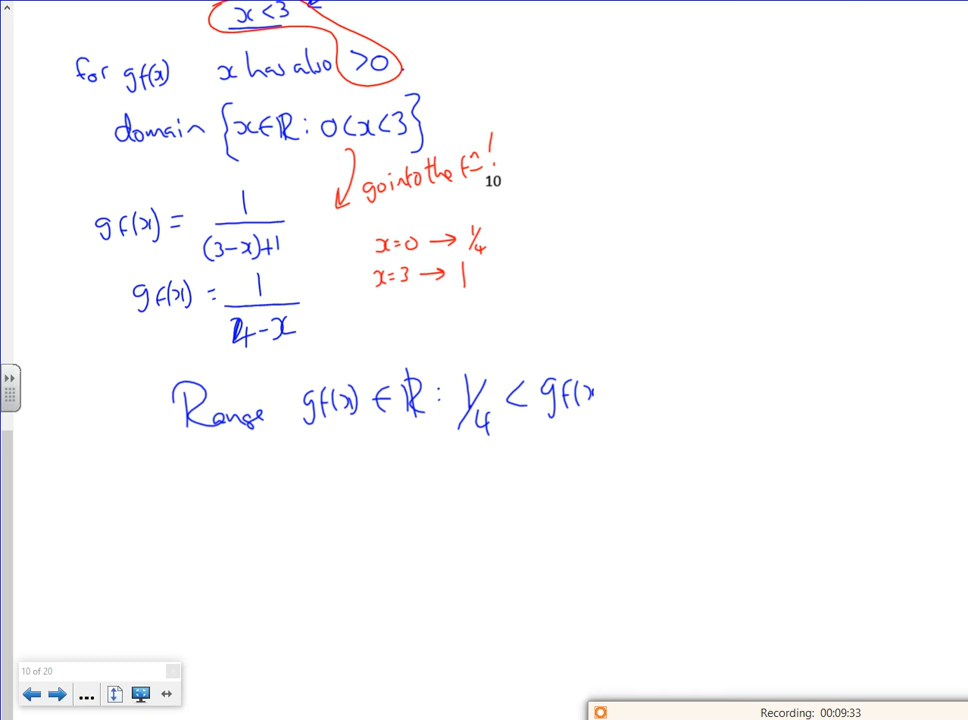 x<3
for gf(x) x has also >0
domain {x∈ℝ: 0<x<3}
go into the fⁿ!
10
gf(x) = 1/((3-x)+1)
x=0 → 1/4
x=3 → 1
gf(x) = 1/(4-x)
Range gf(x) ∈ ℝ: 1/4 < gf(x
10 of 20
...
Recording: 00:09:33